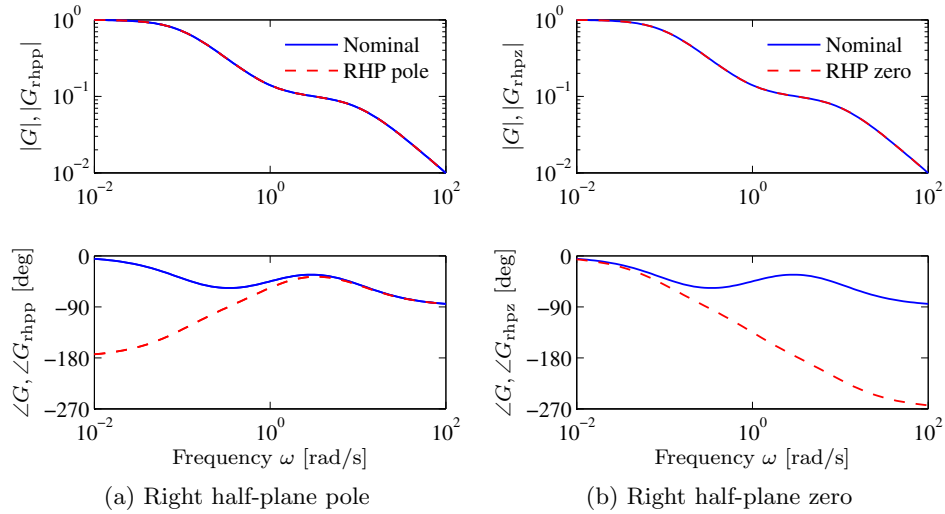 10^0
10^-1
10^-2
|G|, |G_rhpp|
Nominal
RHP pole
10^-2 10^0 10^2
10^0
10^-1
10^-2
|G|, |G_rhpz|
Nominal
RHP zero
10^-2 10^0 10^2
0
−90
−180
−270
∠G, ∠G_rhpp [deg]
10^-2 10^0 10^2
Frequency ω [rad/s]
0
−90
−180
−270
∠G, ∠G_rhpz [deg]
10^-2 10^0 10^2
Frequency ω [rad/s]
(a) Right half-plane pole
(b) Right half-plane zero